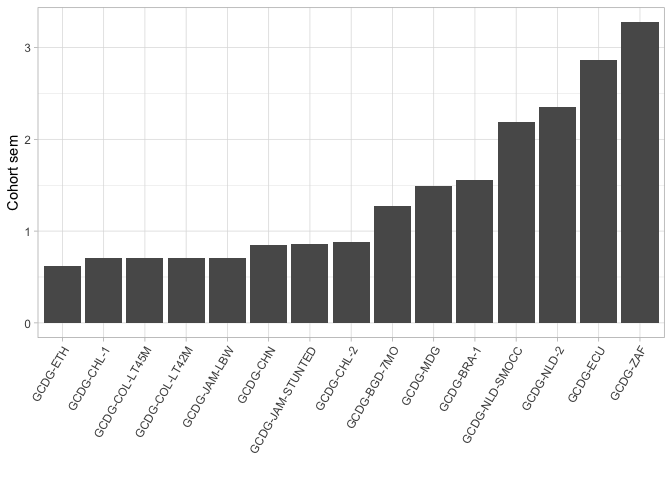 3
2
1
0
Cohort sem
GCDG-ETH
GCDG-CHL-1
GCDG-COL-LT45M
GCDG-COL-LT42M
GCDG-JAM-LBW
GCDG-CHN
GCDG-JAM-STUNTED
GCDG-CHL-2
GCDG-BGD-7MO
GCDG-MDG
GCDG-BRA-1
GCDG-NLD-SMOCC
GCDG-NLD-2
GCDG-ECU
GCDG-ZAF